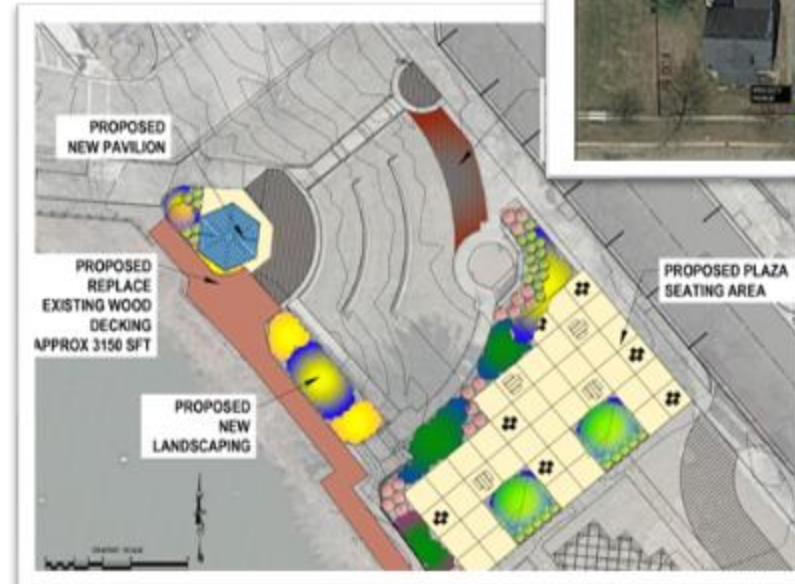 PROPOSED
NEW PAVILION
PROPOSED
REPLACE
EXISTING WOOD
DECKING
APPROX 3150 SFT
PROPOSED
NEW
LANDSCAPING
PROPOSED PLAZA
SEATING AREA